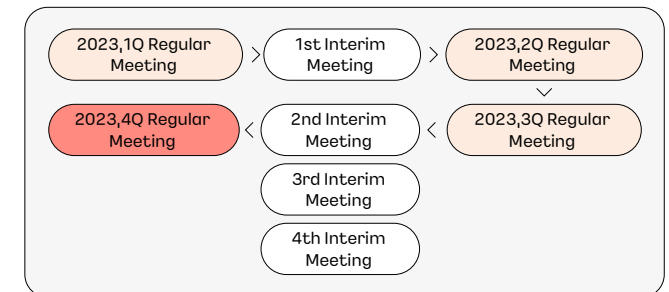 2023,1Q Regular
Meeting
1st Interim
Meeting
2023,2Q Regular
Meeting
2023,3Q Regular
Meeting
2nd Interim
Meeting
3rd Interim
Meeting
4th Interim
Meeting
2023,4Q Regular
Meeting